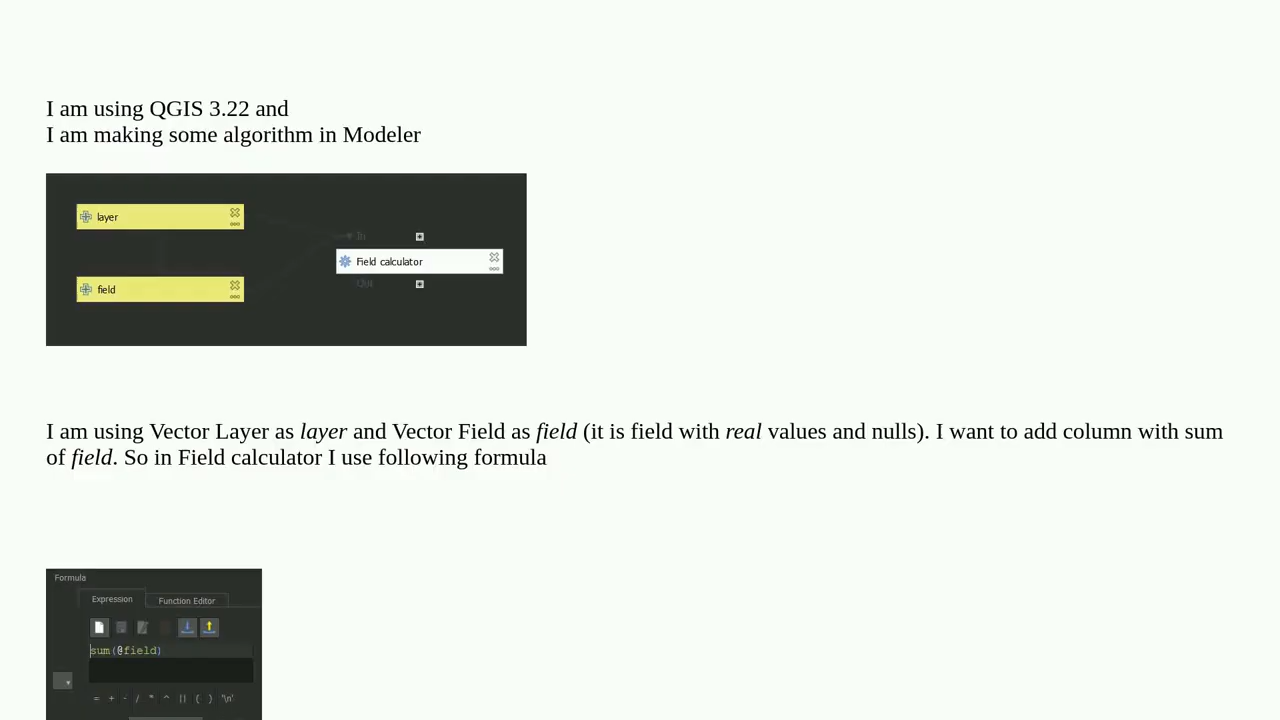 I am using QGIS 3.22 and
I am making some algorithm in Modeler
layer
In
Field calculator
field
Out
I am using Vector Layer as layer and Vector Field as field (it is field with real values and nulls). I want to add column with sum
of field. So in Field calculator I use following formula
Formula
Expression Function Editor
sum(@field)
= + - / * ^ || ( ) '\n'